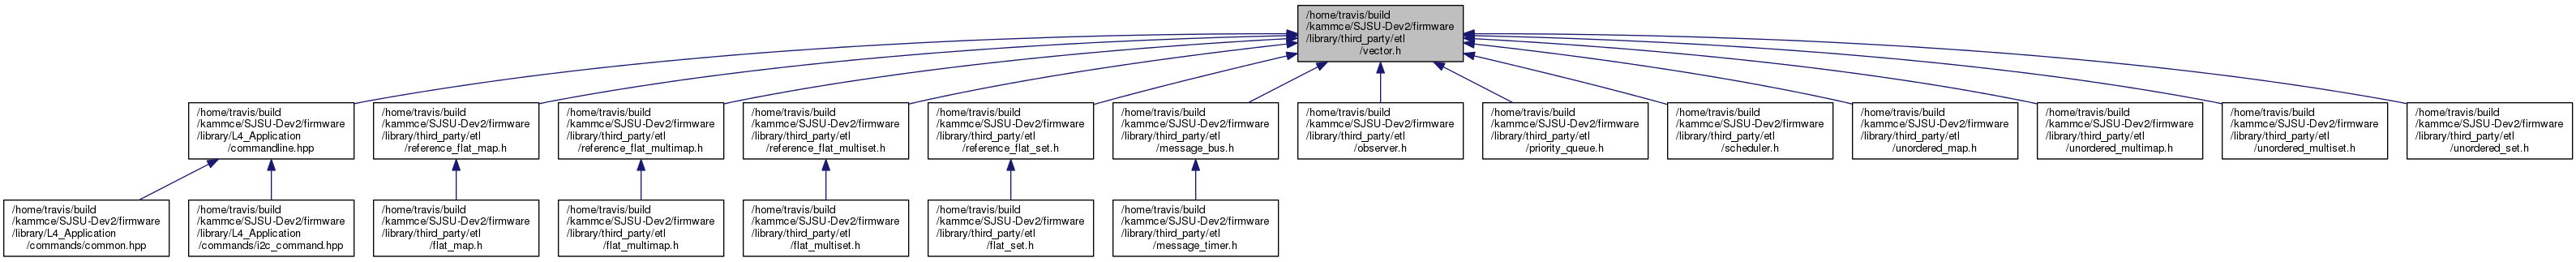 /home/travis/build
/kammce/SJSU-Dev2/firmware
/library/third_party/etl
/vector.h
/home/travis/build
/kammce/SJSU-Dev2/firmware
/library/L4_Application
/commandline.hpp
/home/travis/build
/kammce/SJSU-Dev2/firmware
/library/third_party/etl
/reference_flat_map.h
/home/travis/build
/kammce/SJSU-Dev2/firmware
/library/third_party/etl
/reference_flat_multimap.h
/home/travis/build
/kammce/SJSU-Dev2/firmware
/library/third_party/etl
/reference_flat_multiset.h
/home/travis/build
/kammce/SJSU-Dev2/firmware
/library/third_party/etl
/reference_flat_set.h
/home/travis/build
/kammce/SJSU-Dev2/firmware
/library/third_party/etl
/message_bus.h
/home/travis/build
/kammce/SJSU-Dev2/firmware
/library/third_party/etl
/observer.h
/home/travis/build
/kammce/SJSU-Dev2/firmware
/library/third_party/etl
/priority_queue.h
/home/travis/build
/kammce/SJSU-Dev2/firmware
/library/third_party/etl
/scheduler.h
/home/travis/build
/kammce/SJSU-Dev2/firmware
/library/third_party/etl
/unordered_map.h
/home/travis/build
/kammce/SJSU-Dev2/firmware
/library/third_party/etl
/unordered_multimap.h
/home/travis/build
/kammce/SJSU-Dev2/firmware
/library/third_party/etl
/unordered_multiset.h
/home/travis/build
/kammce/SJSU-Dev2/firmware
/library/third_party/etl
/unordered_set.h
/home/travis/build
/kammce/SJSU-Dev2/firmware
/library/L4_Application
/commands/common.hpp
/home/travis/build
/kammce/SJSU-Dev2/firmware
/library/L4_Application
/commands/i2c_command.hpp
/home/travis/build
/kammce/SJSU-Dev2/firmware
/library/third_party/etl
/flat_map.h
/home/travis/build
/kammce/SJSU-Dev2/firmware
/library/third_party/etl
/flat_multimap.h
/home/travis/build
/kammce/SJSU-Dev2/firmware
/library/third_party/etl
/flat_multiset.h
/home/travis/build
/kammce/SJSU-Dev2/firmware
/library/third_party/etl
/flat_set.h
/home/travis/build
/kammce/SJSU-Dev2/firmware
/library/third_party/etl
/message_timer.h